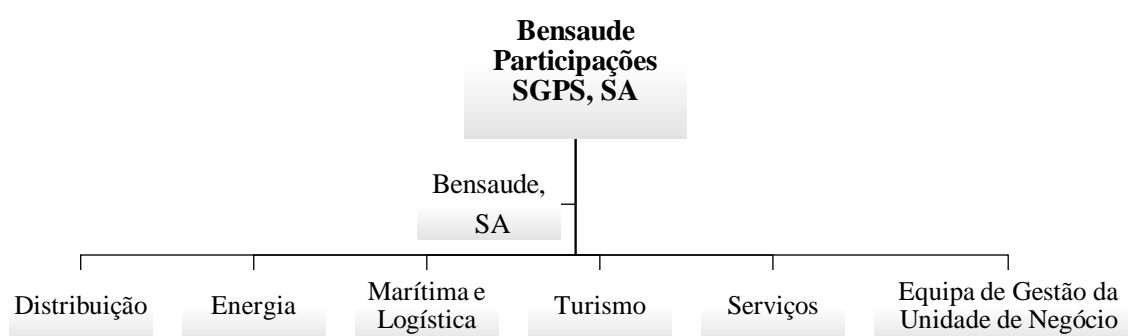 Bensaude
Participações
SGPS, SA
Bensaude,
SA
Distribuição
Energia
Marítima e
Logística
Turismo
Serviços
Equipa de Gestão da
Unidade de Negócio